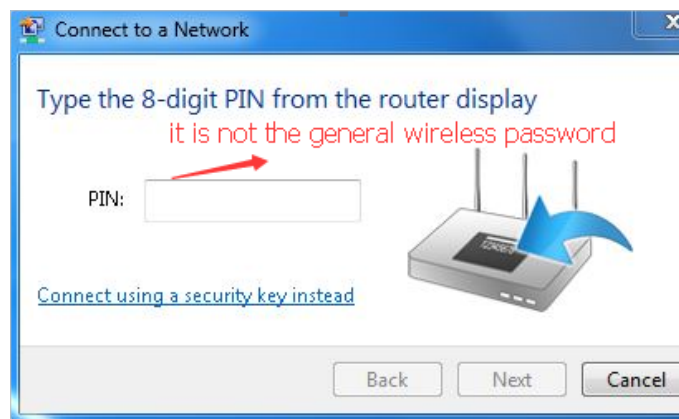 Connect to a Network
X
Type the 8-digit PIN from the router display
it is not the general wireless password
PIN:
Connect using a security key instead
Back
Next
Cancel